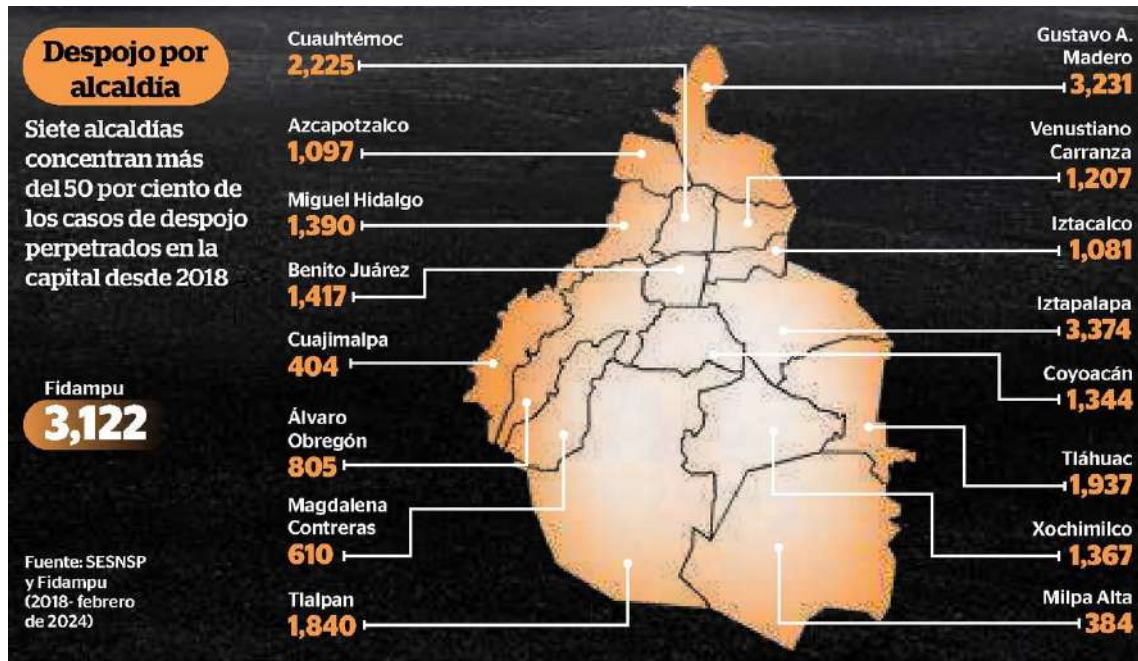 Despojo por
alcaldía
Siete alcaldías
concentran más
del 50 por ciento de
los casos de despojo
perpetrados en la
capital desde 2018
Fidampu
3,122
Fuente: SESNSP
y Fidampu
(2018- febrero
de 2024)
Cuauhtémoc
2,225
Azcapotzalco
1,097
Miguel Hidalgo
1,390
Benito Juárez
1,417
Cuajimalpa
404
Álvaro
Obregón
805
Magdalena
Contreras
610
Tlalpan
1,840
Gustavo A.
Madero
3,231
Venustiano
Carranza
1,207
Iztacalco
1,081
Iztapalapa
3,374
Coyoacán
1,344
Tláhuac
1,937
Xochimilco
1,367
Milpa Alta
384